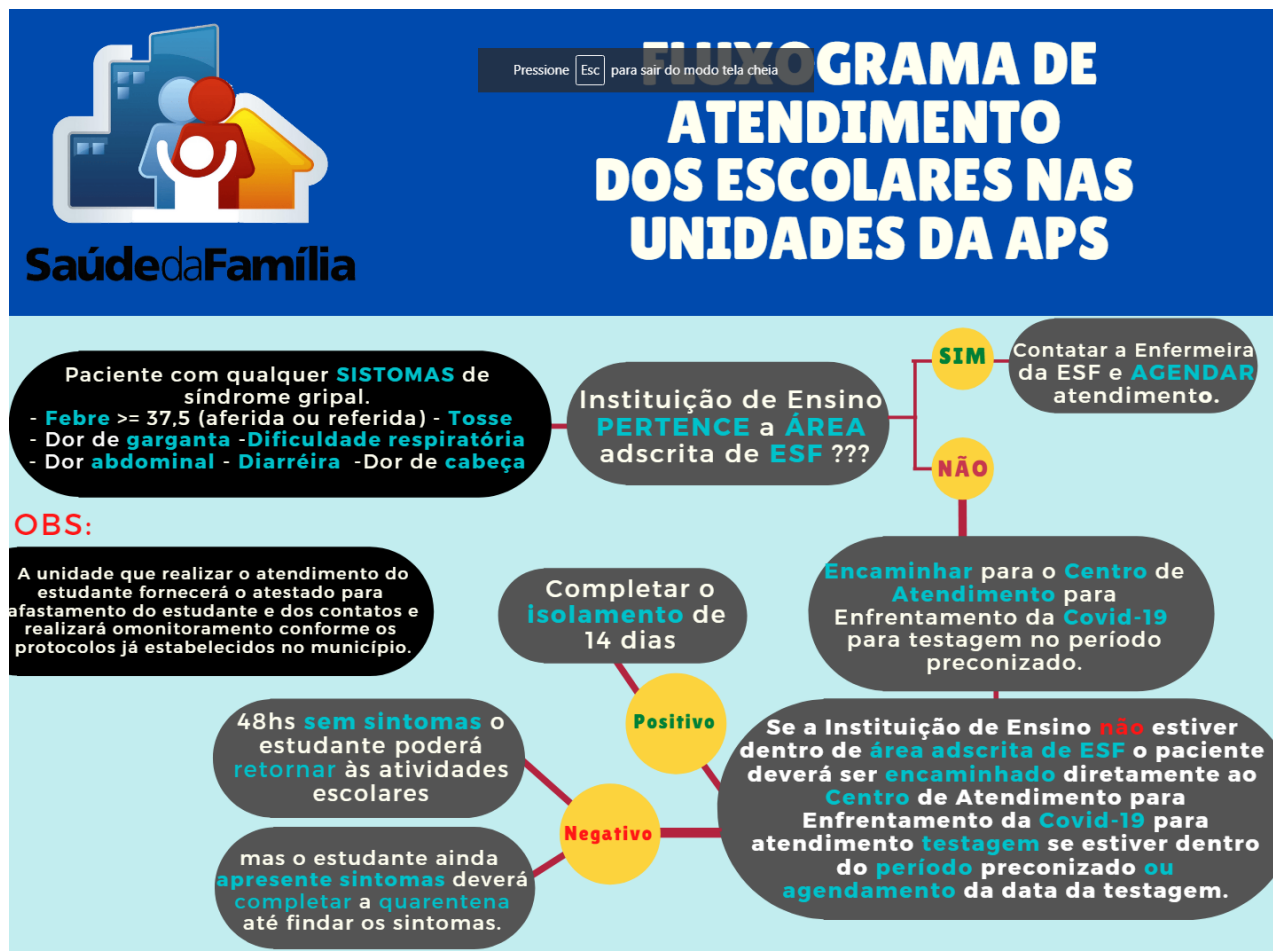 FLUXOGRAMA DE
ATENDIMENTO
DOS ESCOLARES NAS
UNIDADES DA APS
Pressione Esc para sair do modo tela cheia
SaúdedaFamília
Paciente com qualquer SISTOMAS de
síndrome gripal.
- Febre >= 37,5 (aferida ou referida) - Tosse
- Dor de garganta -Dificuldade respiratória
- Dor abdominal - Diarréira -Dor de cabeça
Instituição de Ensino
PERTENCE a ÁREA
adscrita de ESF ???
SIM
Contatar a Enfermeira
da ESF e AGENDAR
atendimento.
NÃO
Encaminhar para o Centro de
Atendimento para
Enfrentamento da Covid-19
para testagem no período
preconizado.
Se a Instituição de Ensino não estiver
dentro de área adscrita de ESF o paciente
deverá ser encaminhado diretamente ao
Centro de Atendimento para
Enfrentamento da Covid-19 para
atendimento testagem se estiver dentro
do período preconizado ou
agendamento da data da testagem.
Positivo
Completar o
isolamento de
14 dias
Negativo
48hs sem sintomas o
estudante poderá
retornar às atividades
escolares
mas o estudante ainda
apresente sintomas deverá
completar a quarentena
até findar os sintomas.
OBS:
A unidade que realizar o atendimento do
estudante fornecerá o atestado para
afastamento do estudante e dos contatos e
realizará omonitoramento conforme os
protocolos já estabelecidos no município.